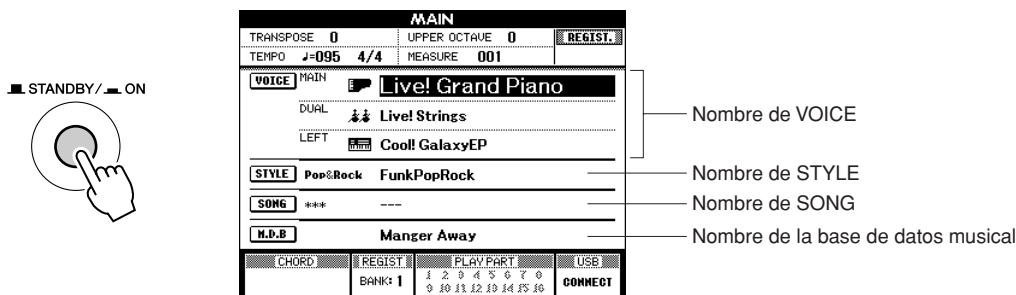 STANDBY/ ON
MAIN
TRANSPOSE 0 UPPER OCTAVE 0 REGIST.
TEMPO ♩=095 4/4 MEASURE 001
VOICE MAIN Live! Grand Piano
DUAL Live! Strings
LEFT Cool! GalaxyEP
Nombre de VOICE
STYLE Pop&Rock FunkPopRock
Nombre de STYLE
SONG *** ---
Nombre de SONG
M.D.B Manger Away
Nombre de la base de datos musical
CHORD REGIST PLAY PART USB
BANK: 1 1 2 3 4 5 6 7 8 CONNECT
9 10 11 12 13 14 15 16